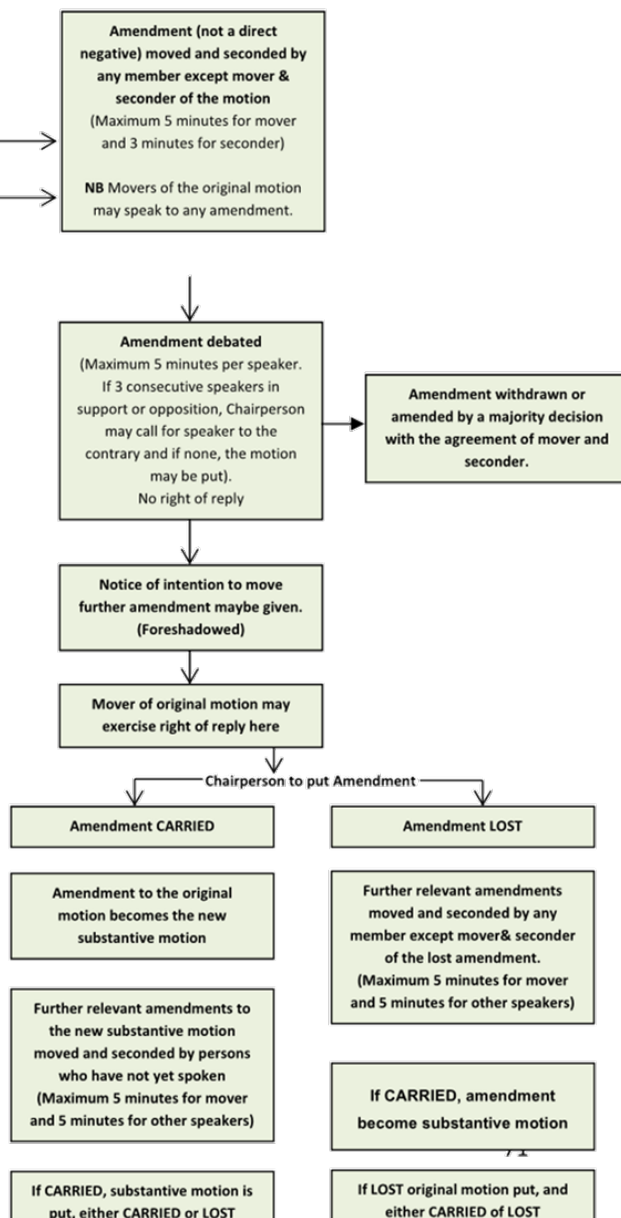 Amendment (not a direct
negative) moved and seconded by
any member except mover &
seconder of the motion
(Maximum 5 minutes for mover
and 3 minutes for seconder)
NB Movers of the original motion
may speak to any amendment.
Amendment debated
(Maximum 5 minutes per speaker.
If 3 consecutive speakers in
support or opposition, Chairperson
may call for speaker to the
contrary and if none, the motion
may be put).
No right of reply
Amendment withdrawn or
amended by a majority decision
with the agreement of mover and
seconder.
Notice of intention to move
further amendment maybe given.
(Foreshadowed)
Mover of original motion may
exercise right of reply here
Chairperson to put Amendment
Amendment CARRIED
Amendment to the original
motion becomes the new
substantive motion
Further relevant amendments to
the new substantive motion
moved and seconded by persons
who have not yet spoken
(Maximum 5 minutes for mover
and 5 minutes for other speakers)
If CARRIED, substantive motion is
put, either CARRIED or LOST
Amendment LOST
Further relevant amendments
moved and seconded by any
member except mover& seconder
of the lost amendment.
(Maximum 5 minutes for mover
and 5 minutes for other speakers)
If CARRIED, amendment
become substantive motion
If LOST original motion put, and
either CARRIED of LOST